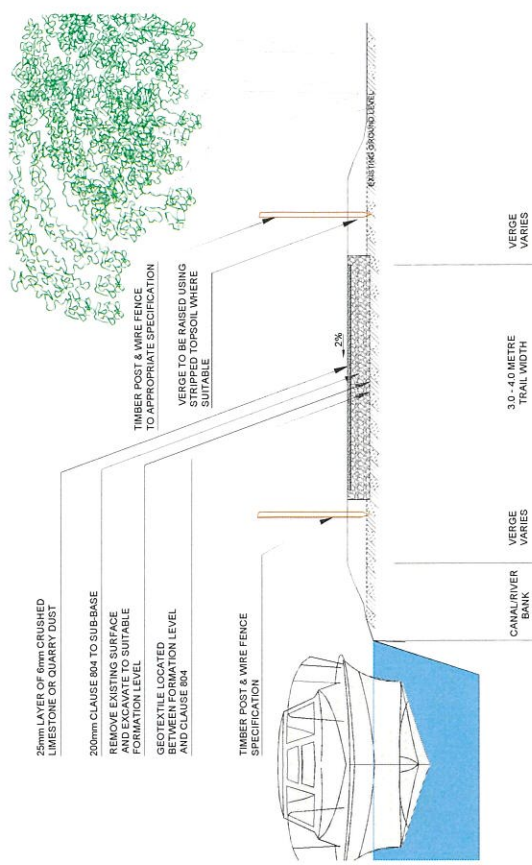 25mm LAYER OF 6mm CRUSHED
LIMESTONE OR QUARRY DUST
200mm CLAUSE 804 TO SUB-BASE
REMOVE EXISTING SURFACE
AND EXCAVATE TO SUITABLE
FORMATION LEVEL
GEOTEXTILE LOCATED
BETWEEN FORMATION LEVEL
AND CLAUSE 804
TIMBER POST & WIRE FENCE
SPECIFICATION
TIMBER POST & WIRE FENCE
TO APPROPRIATE SPECIFICATION
VERGE TO BE RAISED USING
STRIPPED TOPSOIL WHERE
SUITABLE
2%
EXISTING GROUND LEVEL
CANAL/RIVER
BANK
VERGE
VARIES
3.0 - 4.0 METRE
TRAIL WIDTH
VERGE
VARIES